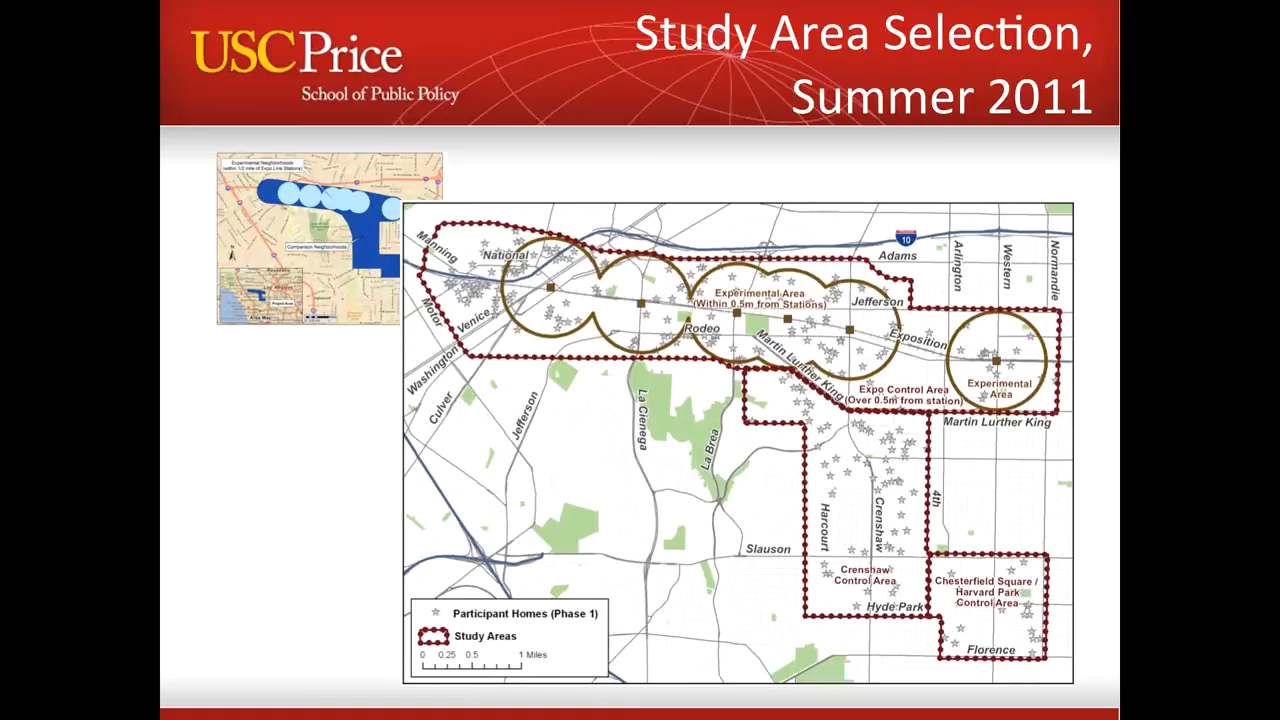 USCPrice
School of Public Policy
Study Area Selection,
Summer 2011
Experimental Neighborhoods
(within 1/2 mile of Expo Line Stations)
Comparison Neighborhoods
N
Area Map
Manning
National
10
Adams
Arlington
Western
Normandie
Motor
Venice
Experimental Area
(Within 0.5m from Stations)
Jefferson
Rodeo
Martin Lurther King
Exposition
Washington
Culver
Jefferson
La Cienega
La Brea
Expo Control Area
(Over 0.5m from station)
Experimental
Area
Martin Lurther King
Harcourt
Crenshaw
4th
Slauson
Crenshaw
Control Area
Hyde Park
Chesterfield Square /
Harvard Park
Control Area
Florence
Participant Homes (Phase 1)
Study Areas
0 0.25 0.5 1 Miles